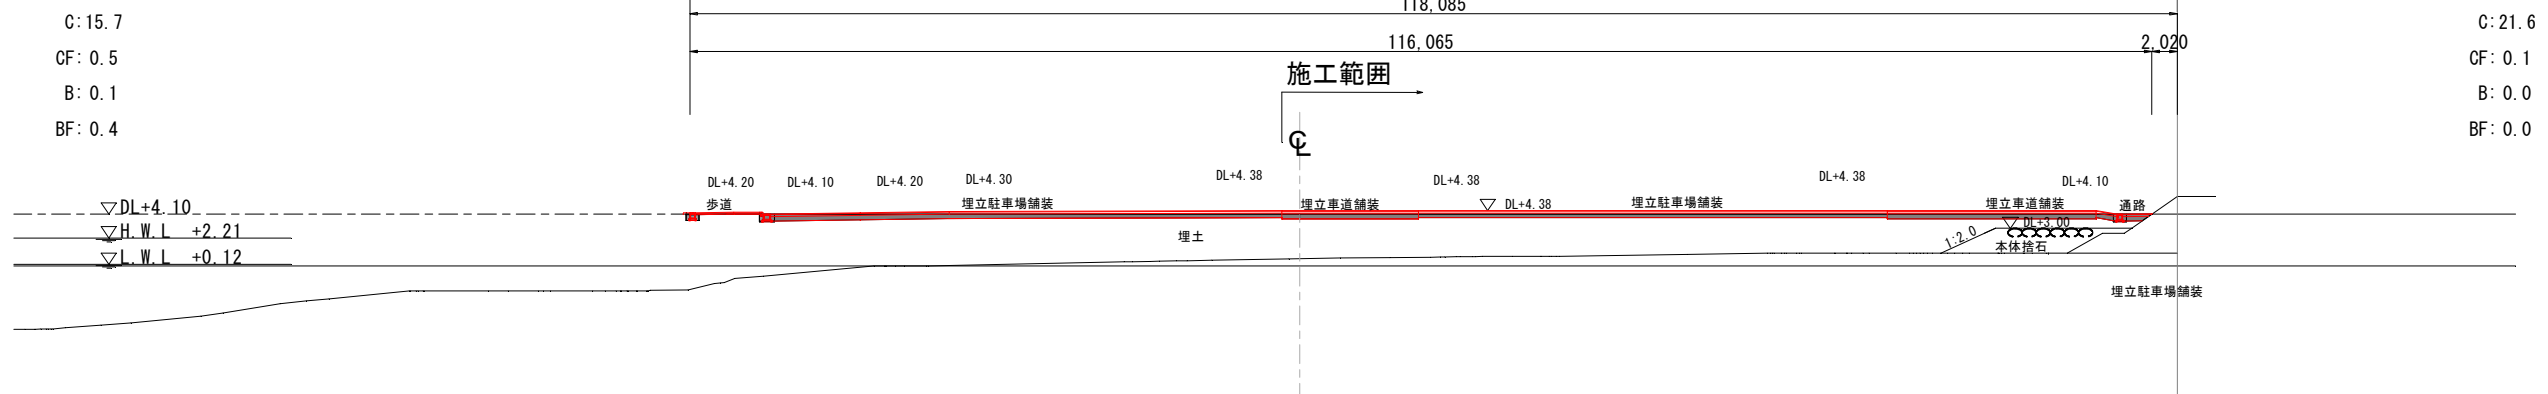 118,085
C:15.7
C:21.6
116,065
2,020
CF: 0.5
CF: 0.1
施工範囲
B: 0.1
B: 0.0
BF: 0.4
BF: 0.0
℄
DL+4.20
DL+4.10
DL+4.20
DL+4.30
DL+4.38
DL+4.38
DL+4.38
DL+4.10
▽DL+4.10
歩道
埋立駐車場舗装
埋立車道舗装
▽ DL+4.38
埋立駐車場舗装
埋立車道舗装
通路
▽DL+3.00
▽H.W.L +2.21
埋土
1:2.0
本体捨石
▽L.W.L +0.12
埋立駐車場舗装